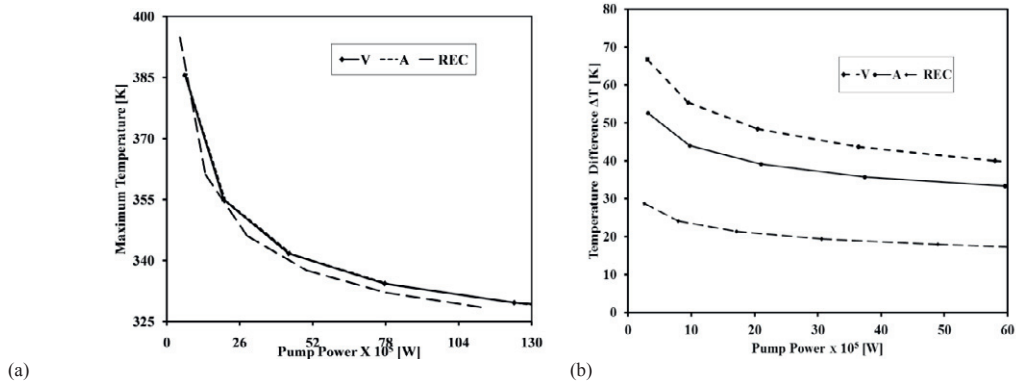 400
385
370
355
340
325
Maximum Temperature [K]
V A REC
0 26 52 78 104 130
Pump Power X 10⁵ [W]
(a)
80
70
60
50
40
30
20
10
0
Temperature Difference ΔT [K]
V A REC
0 10 20 30 40 50 60
Pump Power x 10⁵ [W]
(b)